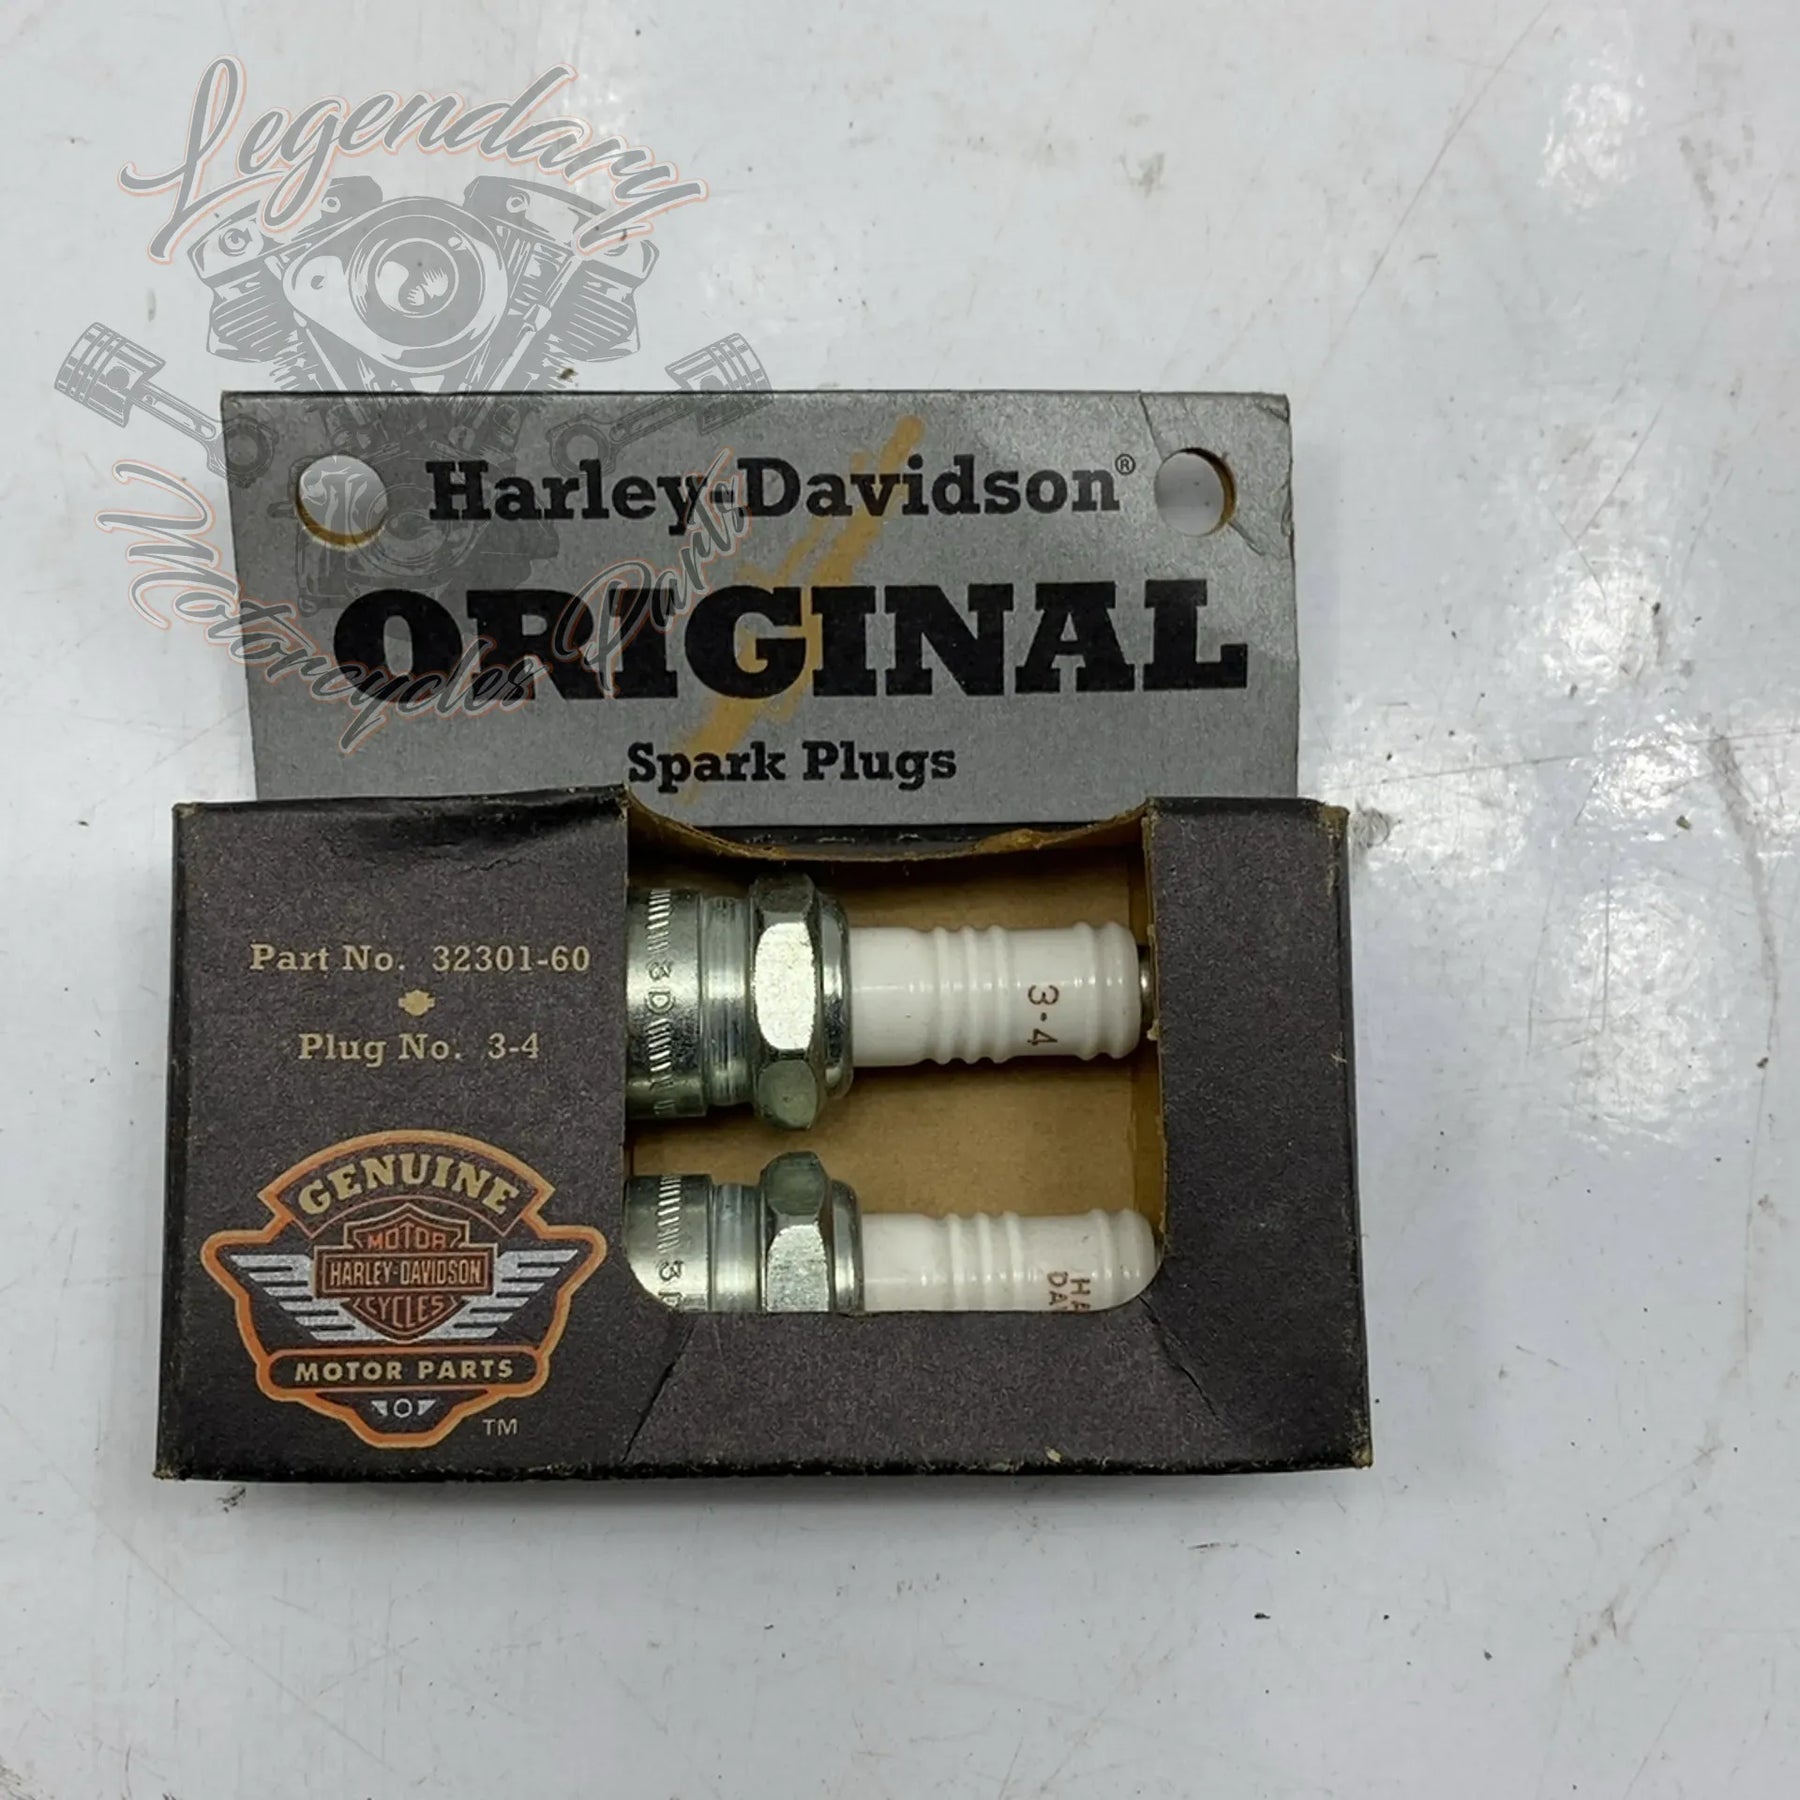 Legendary
Motorcycles Parts
Harley-Davidson®
ORIGINAL
Spark Plugs
Part No. 32301-60
Plug No. 3-4
3-4
GENUINE
MOTOR
HARLEY-DAVIDSON
CYCLES
MOTOR PARTS
TM